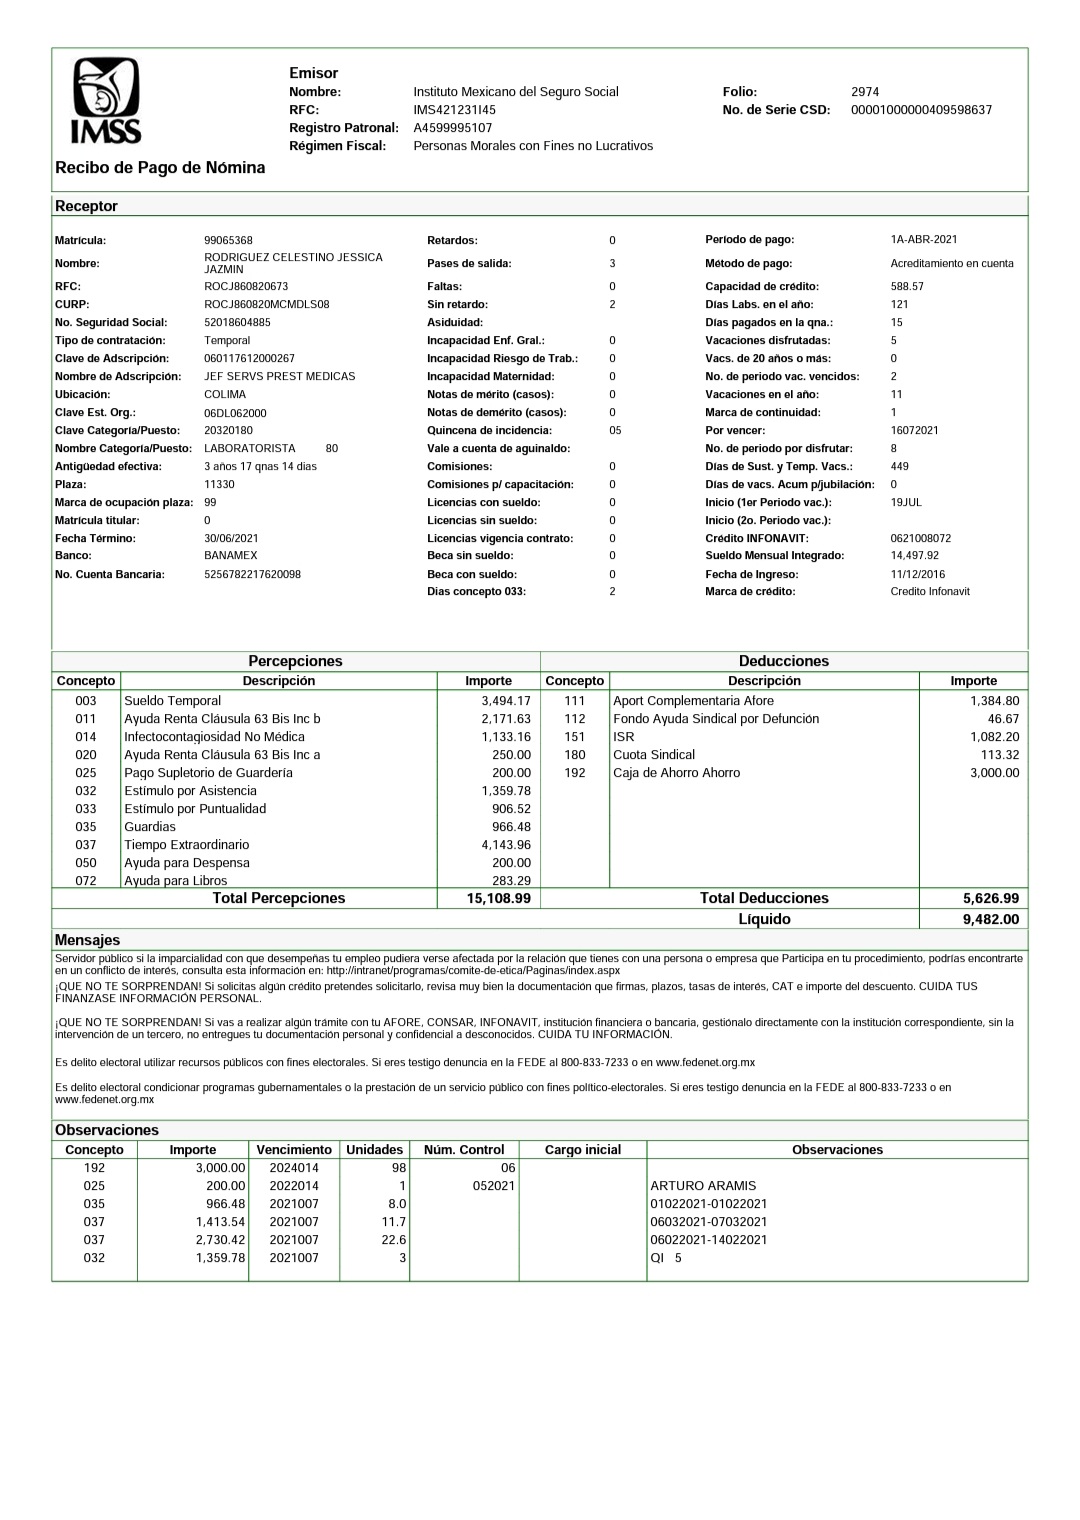 IMSS
Recibo de Pago de Nómina
Emisor
Nombre: Instituto Mexicano del Seguro Social Folio: 2974
RFC: IMS421231I45 No. de Serie CSD: 00001000000409598637
Registro Patronal: A4599995107
Régimen Fiscal: Personas Morales con Fines no Lucrativos
Receptor
Matrícula: 99065368 Retardos: 0 Período de pago: 1A-ABR-2021
Nombre: RODRIGUEZ CELESTINO JESSICA JAZMIN Pases de salida: 3 Método de pago: Acreditamiento en cuenta
RFC: ROCJ860820673 Faltas: 0 Capacidad de crédito: 588.57
CURP: ROCJ860820MCMDLS08 Sin retardo: 2 Días Labs. en el año: 121
No. Seguridad Social: 52018604885 Asiduidad: Días pagados en la qna.: 15
Tipo de contratación: Temporal Incapacidad Enf. Gral.: 0 Vacaciones disfrutadas: 5
Clave de Adscripción: 060117612000267 Incapacidad Riesgo de Trab.: 0 Vacs. de 20 años o más: 0
Nombre de Adscripción: JEF SERVS PREST MEDICAS Incapacidad Maternidad: 0 No. de periodo vac. vencidos: 2
Ubicación: COLIMA Notas de mérito (casos): 0 Vacaciones en el año: 11
Clave Est. Org.: 06DL062000 Notas de demérito (casos): 0 Marca de continuidad: 1
Clave Categoría/Puesto: 20320180 Quincena de incidencia: 05 Por vencer: 16072021
Nombre Categoría/Puesto: LABORATORISTA 80 Vale a cuenta de aguinaldo: No. de periodo por disfrutar: 8
Antigüedad efectiva: 3 años 17 qnas 14 dias Comisiones: 0 Días de Sust. y Temp. Vacs.: 449
Plaza: 11330 Comisiones p/ capacitación: 0 Días de vacs. Acum p/jubilación: 0
Marca de ocupación plaza: 99 Licencias con sueldo: 0 Inicio (1er Periodo vac.): 19JUL
Matrícula titular: 0 Licencias sin sueldo: 0 Inicio (2o. Periodo vac.):
Fecha Término: 30/06/2021 Licencias vigencia contrato: 0 Crédito INFONAVIT: 0621008072
Banco: BANAMEX Beca sin sueldo: 0 Sueldo Mensual Integrado: 14,497.92
No. Cuenta Bancaria: 5256782217620098 Beca con sueldo: 0 Fecha de Ingreso: 11/12/2016
Dias concepto 033: 2 Marca de crédito: Credito Infonavit
Percepciones Deducciones
Concepto Descripción Importe Concepto Descripción Importe
003 Sueldo Temporal 3,494.17 111 Aport Complementaria Afore 1,384.80
011 Ayuda Renta Cláusula 63 Bis Inc b 2,171.63 112 Fondo Ayuda Sindical por Defunción 46.67
014 Infectocontagiosidad No Médica 1,133.16 151 ISR 1,082.20
020 Ayuda Renta Cláusula 63 Bis Inc a 250.00 180 Cuota Sindical 113.32
025 Pago Supletorio de Guardería 200.00 192 Caja de Ahorro Ahorro 3,000.00
032 Estímulo por Asistencia 1,359.78
033 Estímulo por Puntualidad 906.52
035 Guardias 966.48
037 Tiempo Extraordinario 4,143.96
050 Ayuda para Despensa 200.00
072 Ayuda para Libros 283.29
Total Percepciones 15,108.99 Total Deducciones 5,626.99
Líquido 9,482.00
Mensajes
Servidor público si la imparcialidad con que desempeñas tu empleo pudiera verse afectada por la relación que tienes con una persona o empresa que Participa en tu procedimiento, podrías encontrarte
en un conflicto de interés, consulta esta información en: http://intranet/programas/comite-de-etica/Paginas/index.aspx
¡QUE NO TE SORPRENDAN! Si solicitas algún crédito pretendes solicitarlo, revisa muy bien la documentación que firmas, plazos, tasas de interés, CAT e importe del descuento. CUIDA TUS
FINANZASE INFORMACIÓN PERSONAL.
¡QUE NO TE SORPRENDAN! Si vas a realizar algún trámite con tu AFORE, CONSAR, INFONAVIT, institución financiera o bancaria, gestiónalo directamente con la institución correspondiente, sin la
intervención de un tercero, no entregues tu documentación personal y confidencial a desconocidos. CUIDA TU INFORMACIÓN.
Es delito electoral utilizar recursos públicos con fines electorales. Si eres testigo denuncia en la FEDE al 800-833-7233 o en www.fedenet.org.mx
Es delito electoral condicionar programas gubernamentales o la prestación de un servicio público con fines político-electorales. Si eres testigo denuncia en la FEDE al 800-833-7233 o en
www.fedenet.org.mx
Observaciones
Concepto Importe Vencimiento Unidades Núm. Control Cargo inicial Observaciones
192 3,000.00 2024014 98 06
025 200.00 2022014 1 052021 ARTURO ARAMIS
035 966.48 2021007 8.0 01022021-01022021
037 1,413.54 2021007 11.7 06032021-07032021
037 2,730.42 2021007 22.6 06022021-14022021
032 1,359.78 2021007 3 QI 5